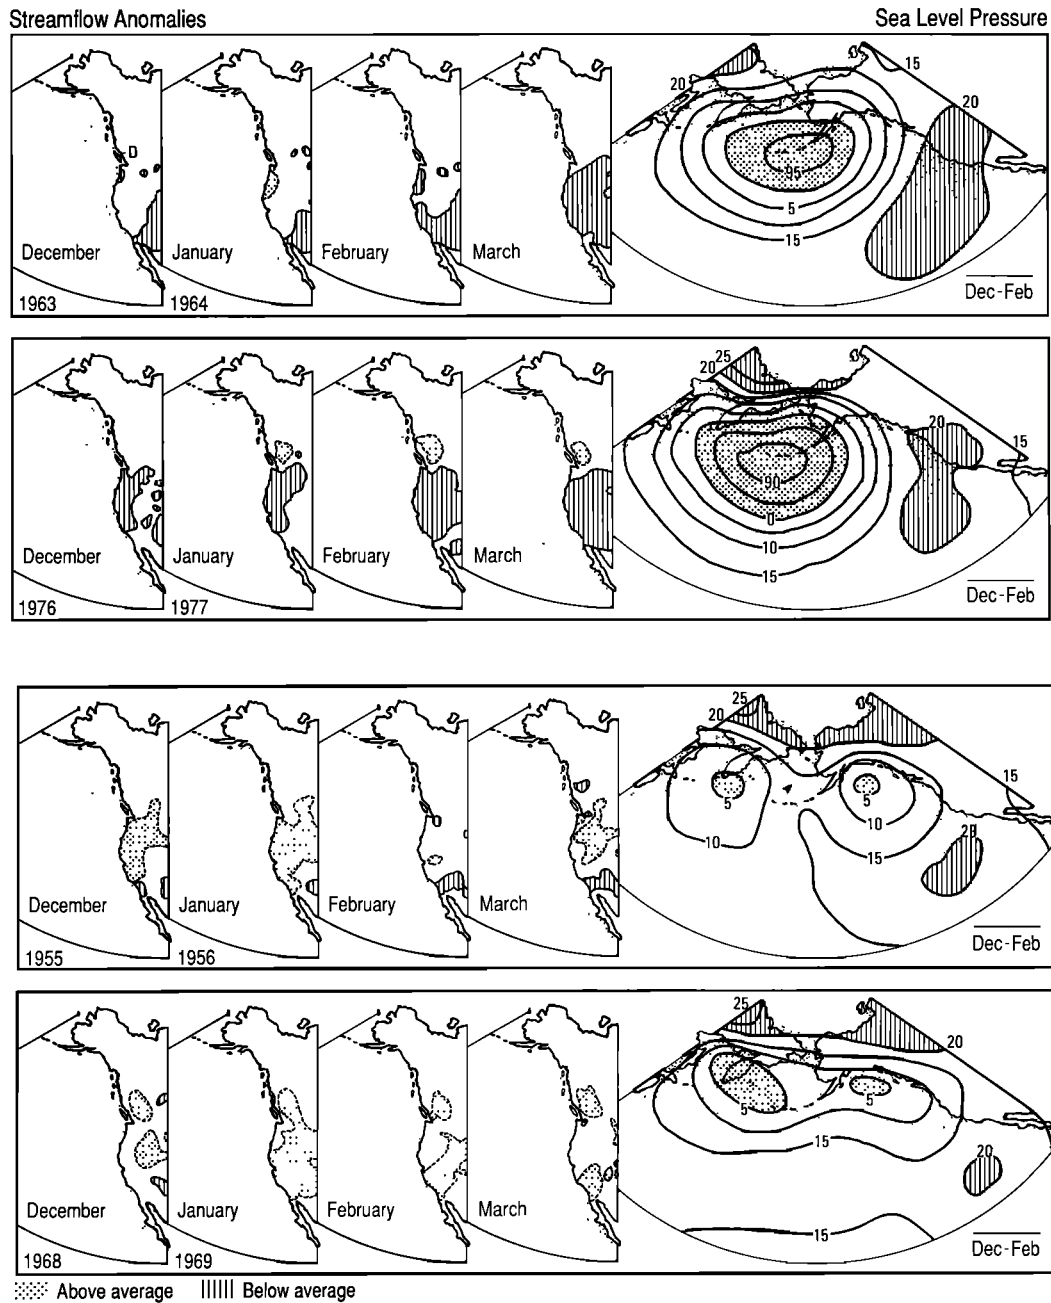 Streamflow Anomalies
Sea Level Pressure
15
20
20
95
5
15
December
January
February
March
Dec-Feb
1963
1964
25
20
20
15
90
0
10
15
December
January
February
March
Dec-Feb
1976
1977
25
20
15
5
5
10
10
15
28
December
January
February
March
Dec-Feb
1955
1956
25
20
5
5
15
20
15
December
January
February
March
Dec-Feb
1968
1969
Above average
Below average